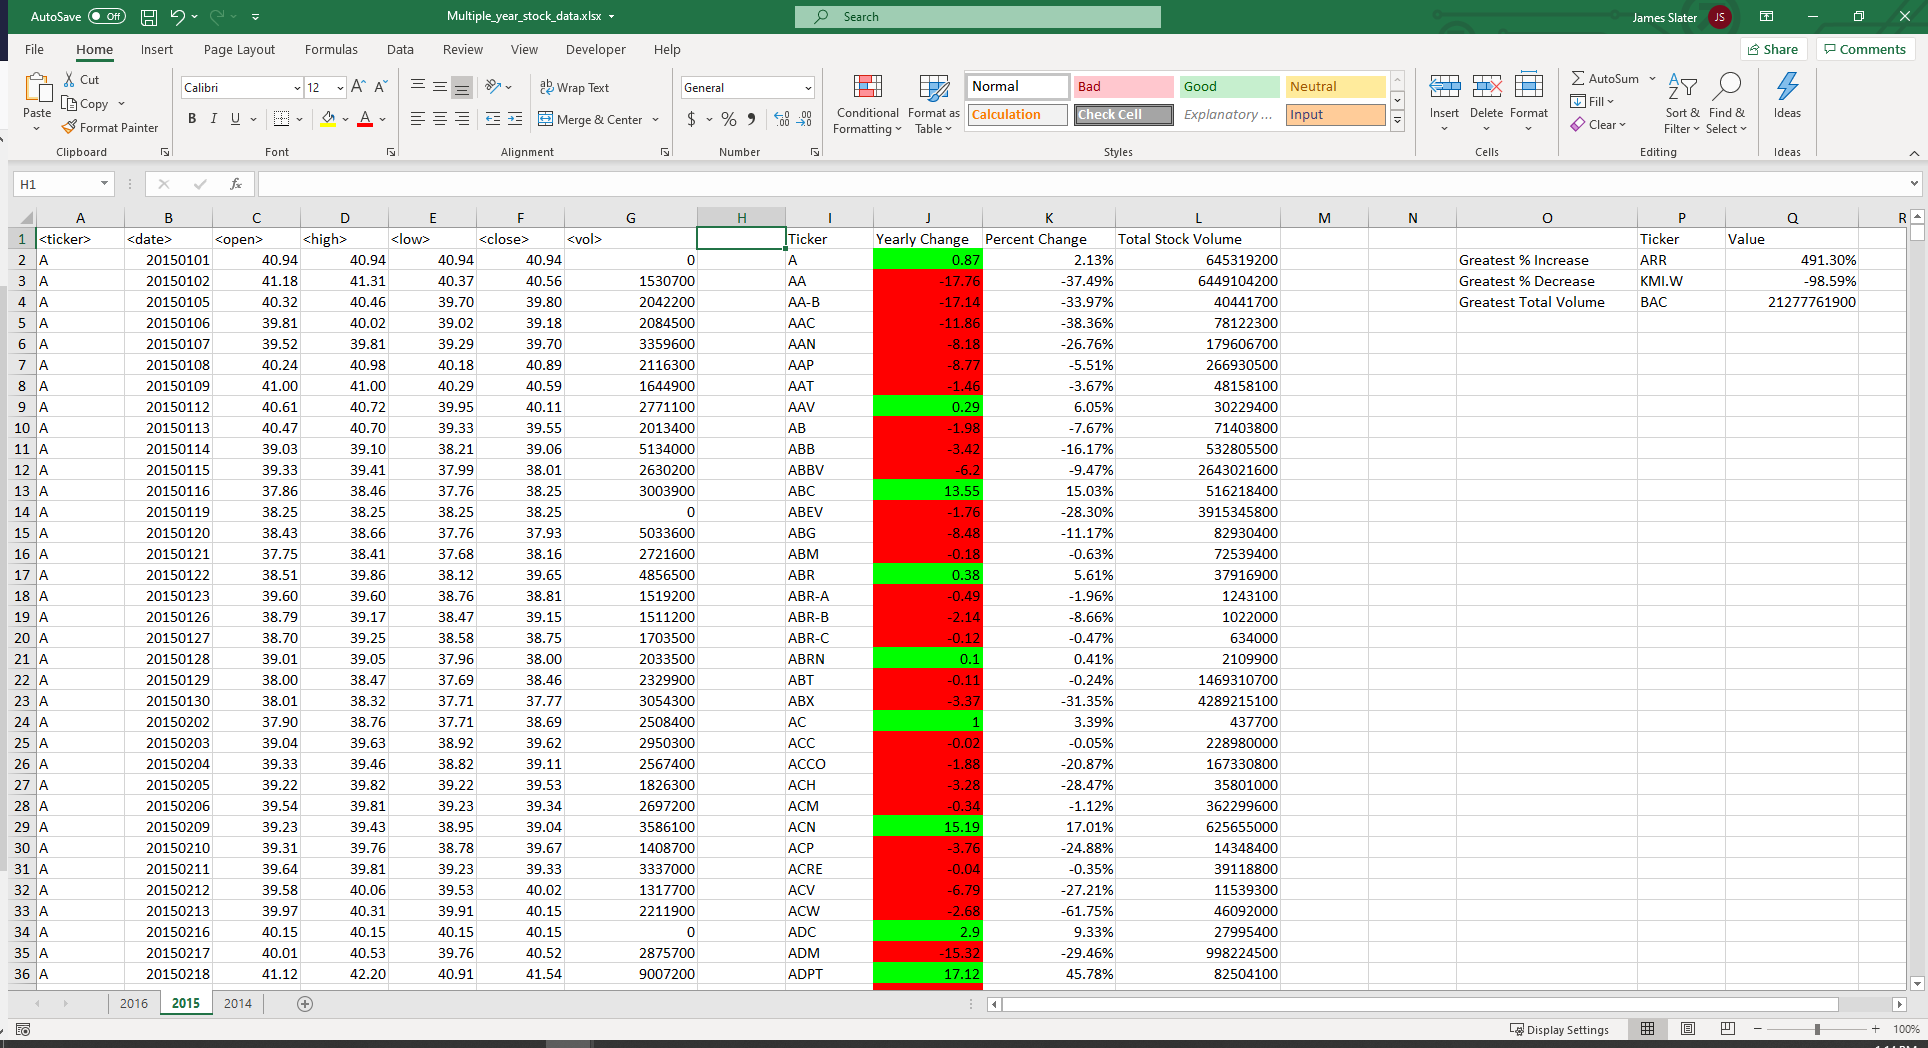 AutoSave Off Multiple_year_stock_data.xlsx Search James Slater JS
File Home Insert Page Layout Formulas Data Review View Developer Help Share Comments
Paste Cut Copy Format Painter Clipboard
Calibri 12 B I U A A A Font
Wrap Text Merge & Center Alignment
General $ % Number
Conditional Formatting Format as Table Normal Bad Good Neutral Calculation Check Cell Explanatory ... Input Styles
Insert Delete Format Cells
AutoSum Fill Clear Sort & Filter Find & Select Editing
Ideas Ideas
H1 fx
A B C D E F G H I J K L M N O P Q R
1 <ticker> <date> <open> <high> <low> <close> <vol> Ticker Yearly Change Percent Change Total Stock Volume Ticker Value
2 A 20150101 40.94 40.94 40.94 40.94 0 A 0.87 2.13% 645319200 Greatest % Increase ARR 491.30%
3 A 20150102 41.18 41.31 40.37 40.56 1530700 AA -17.76 -37.49% 6449104200 Greatest % Decrease KMI.W -98.59%
4 A 20150105 40.32 40.46 39.70 39.80 2042200 AA-B -17.14 -33.97% 40441700 Greatest Total Volume BAC 21277761900
5 A 20150106 39.81 40.02 39.02 39.18 2084500 AAC -11.86 -38.36% 78122300
6 A 20150107 39.52 39.81 39.29 39.70 3359600 AAN -8.18 -26.76% 179606700
7 A 20150108 40.24 40.98 40.18 40.89 2116300 AAP -8.77 -5.51% 266930500
8 A 20150109 41.00 41.00 40.29 40.59 1644900 AAT -1.46 -3.67% 48158100
9 A 20150112 40.61 40.72 39.95 40.11 2771100 AAV 0.29 6.05% 30229400
10 A 20150113 40.47 40.70 39.33 39.55 2013400 AB -1.98 -7.67% 71403800
11 A 20150114 39.03 39.10 38.21 39.06 5134000 ABB -3.42 -16.17% 532805500
12 A 20150115 39.33 39.41 37.99 38.01 2630200 ABBV -6.2 -9.47% 2643021600
13 A 20150116 37.86 38.46 37.76 38.25 3003900 ABC 13.55 15.03% 516218400
14 A 20150119 38.25 38.25 38.25 38.25 0 ABEV -1.76 -28.30% 3915345800
15 A 20150120 38.43 38.66 37.76 37.93 5033600 ABG -8.48 -11.17% 82930400
16 A 20150121 37.75 38.41 37.68 38.16 2721600 ABM -0.18 -0.63% 72539400
17 A 20150122 38.51 39.86 38.12 39.65 4856500 ABR 0.38 5.61% 37916900
18 A 20150123 39.60 39.60 38.76 38.81 1519200 ABR-A -0.49 -1.96% 1243100
19 A 20150126 38.79 39.17 38.47 39.15 1511200 ABR-B -2.14 -8.66% 1022000
20 A 20150127 38.70 39.25 38.58 38.75 1703500 ABR-C -0.12 -0.47% 634000
21 A 20150128 39.01 39.05 37.96 38.00 2033500 ABRN 0.1 0.41% 2109900
22 A 20150129 38.00 38.47 37.69 38.46 2329900 ABT -0.11 -0.24% 1469310700
23 A 20150130 38.01 38.32 37.71 37.77 3054300 ABX -3.37 -31.35% 4289215100
24 A 20150202 37.90 38.76 37.71 38.69 2508400 AC 1 3.39% 437700
25 A 20150203 39.04 39.63 38.92 39.62 2950300 ACC -0.02 -0.05% 228980000
26 A 20150204 39.33 39.46 38.82 39.11 2567400 ACCO -1.88 -20.87% 167330800
27 A 20150205 39.22 39.82 39.22 39.53 1826300 ACH -3.28 -28.47% 35801000
28 A 20150206 39.54 39.81 39.23 39.34 2697200 ACM -0.34 -1.12% 362299600
29 A 20150209 39.23 39.43 38.95 39.04 3586100 ACN 15.19 17.01% 625655000
30 A 20150210 39.31 39.76 38.78 39.67 1408700 ACP -3.76 -24.88% 14348400
31 A 20150211 39.64 39.81 39.23 39.33 3337000 ACRE -0.04 -0.35% 39118800
32 A 20150212 39.58 40.06 39.53 40.02 1317700 ACV -6.79 -27.21% 11539300
33 A 20150213 39.97 40.31 39.91 40.15 2211900 ACW -2.68 -61.75% 46092000
34 A 20150216 40.15 40.15 40.15 40.15 0 ADC 2.9 9.33% 27995400
35 A 20150217 40.01 40.53 39.76 40.52 2875700 ADM -15.32 -29.46% 998224500
36 A 20150218 41.12 42.20 40.91 41.54 9007200 ADPT 17.12 45.78% 82504100
2016 2015 2014
Display Settings 100%